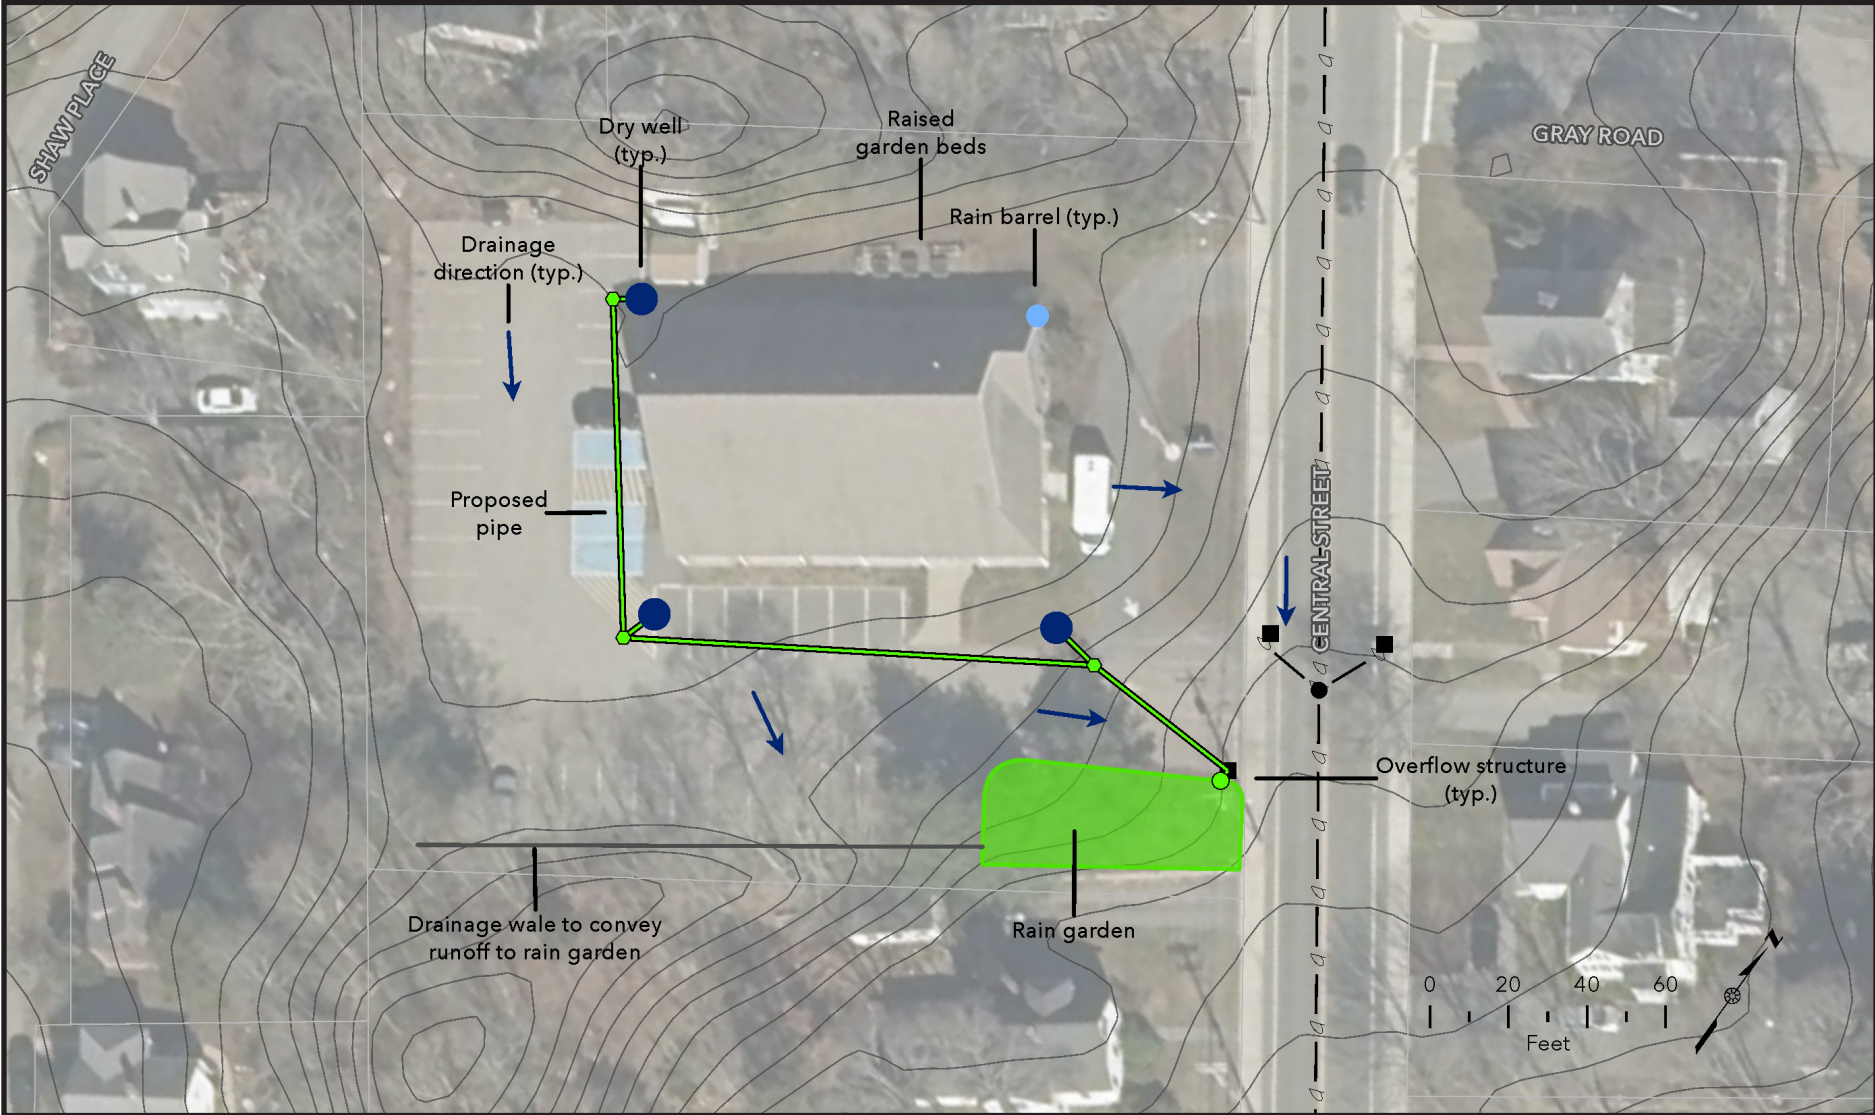 SHAW PLACE
Dry well
(typ.)
Raised
garden beds
GRAY ROAD
Rain barrel (typ.)
Drainage
direction (typ.)
Proposed
pipe
CENTRAL STREET
Overflow structure
(typ.)
Drainage wale to convey
runoff to rain garden
Rain garden
N
0 20 40 60
Feet